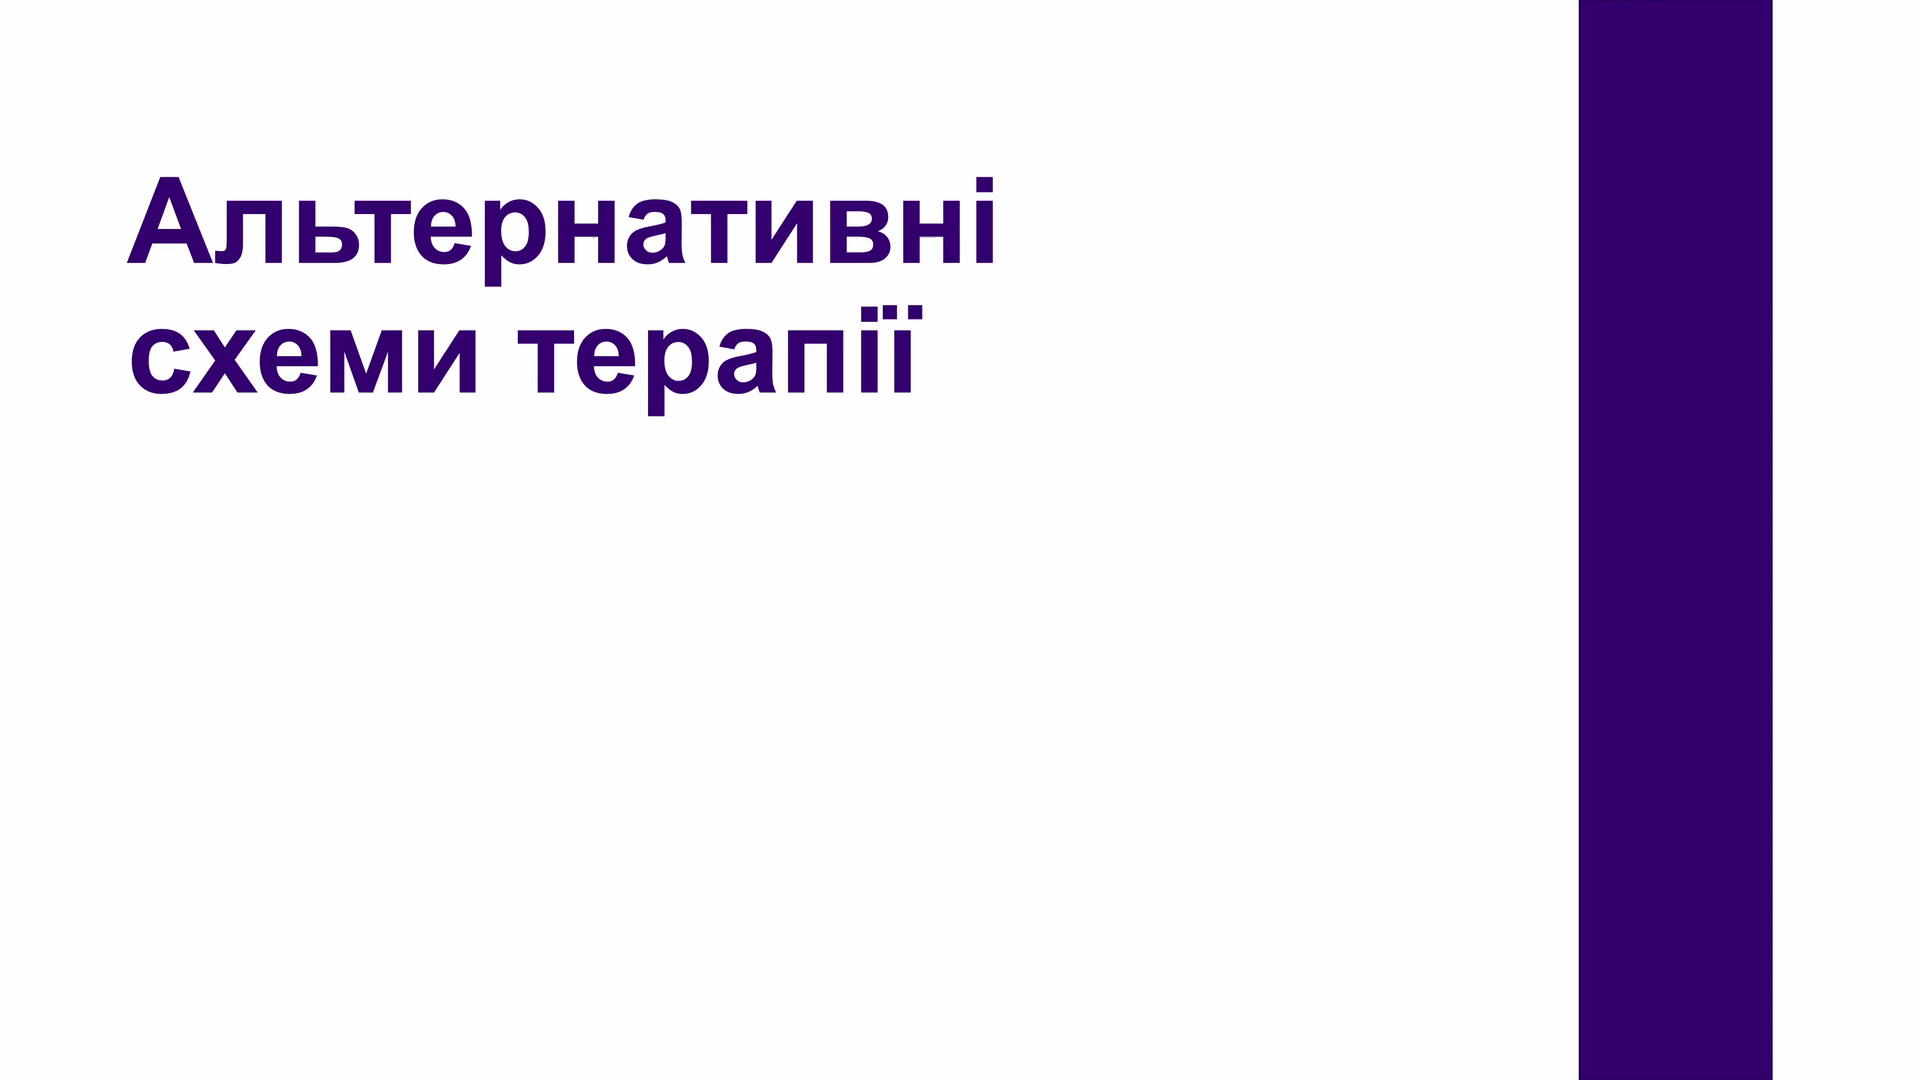 Альтернативні
схеми терапії